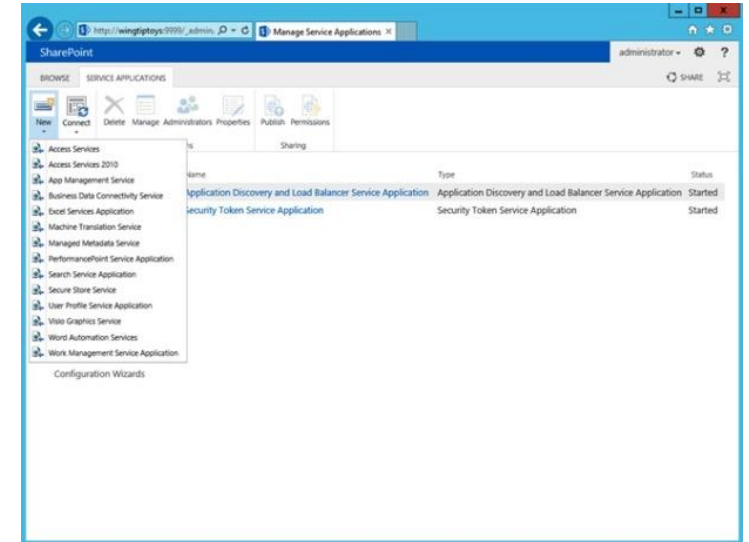 http://wingtiptoys:9999/_admin,
Manage Service Applications
SharePoint
administrator
?
BROWSE
SERVICE APPLICATIONS
SHARE
New
Connect
Delete
Manage
Administrators
Properties
Publish
Permissions
Sharing
Access Services
Access Services 2010
App Management Service
Business Data Connectivity Service
Excel Services Application
Machine Translation Service
Managed Metadata Service
PerformancePoint Service Application
Search Service Application
Secure Store Service
User Profile Service Application
Visio Graphics Service
Word Automation Services
Work Management Service Application
Name Type Status
Application Discovery and Load Balancer Service Application Application Discovery and Load Balancer Service Application Started
Security Token Service Application Security Token Service Application Started
Configuration Wizards